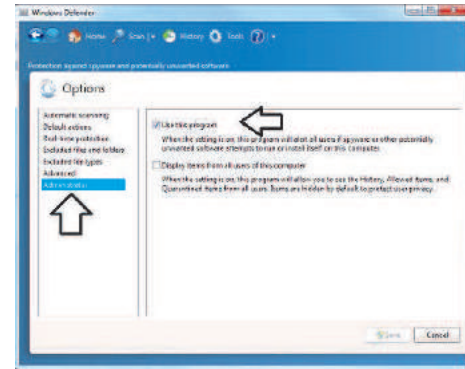 Windows Defender
Home Scan History Tools
Protection against spyware and potentially unwanted software
Options
Automatic scanning
Default actions
Real-time protection
Excluded files and folders
Excluded file types
Advanced
Administrator
Use this program
When this setting is on, this program will alert all users if spyware or other potentially
unwanted software attempts to run or install itself on this computer.
Display items from all users of this computer
When this setting is on, this program will allow you to see the History, Allowed items, and
Quarantined items from all users. Items are hidden by default to protect user privacy.
Save Cancel